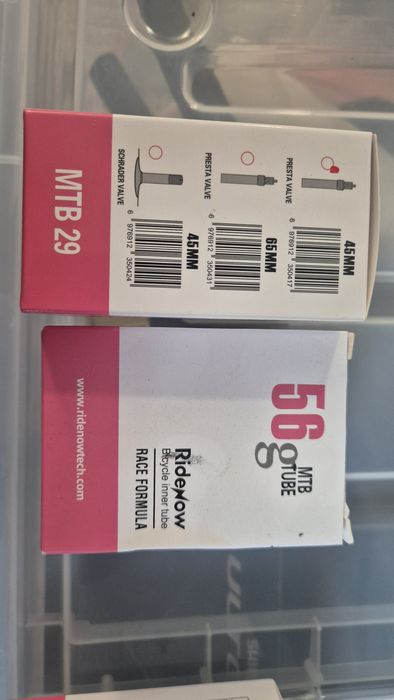 PRESTA VALVE
45MM
6 976912 350417
PRESTA VALVE
65MM
6 976912 350431
SCHRADER VALVE
45MM
6 976912 350424
MTB 29
56g MTB
TUBE
RideNow
Bicycle inner tube
RACE FORMULA
www.ridenowtech.com